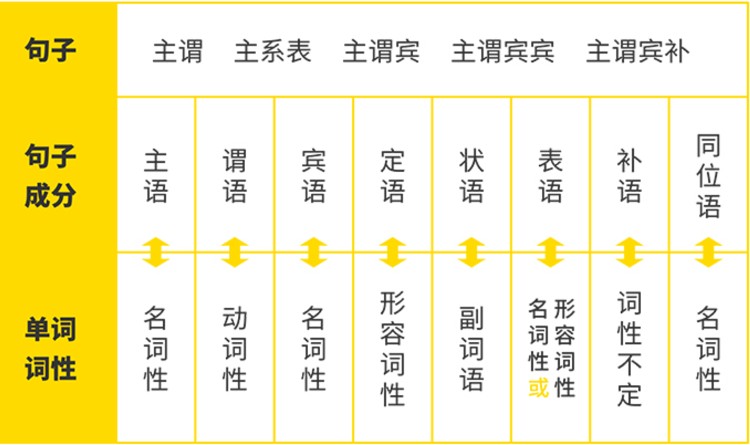 句子 主谓 主系表 主谓宾 主谓宾宾 主谓宾补
句子成分 主语 谓语 宾语 定语 状语 表语 补语 同位语
单词词性 名词性 动词性 名词性 形容词性 副词语 名词性或形容词性 词性不定 名词性